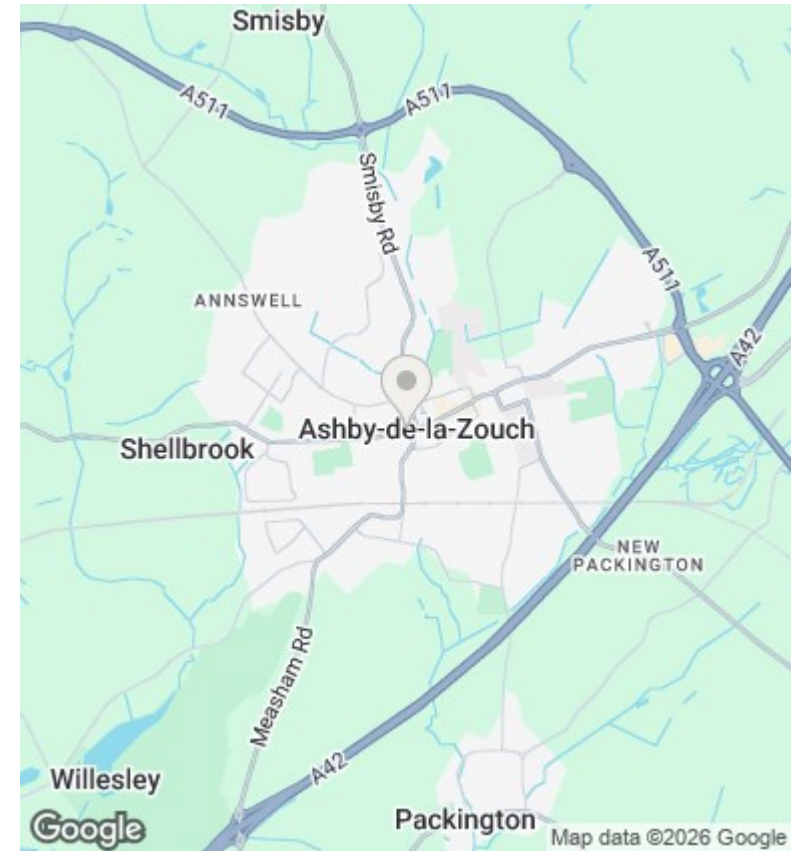 Smisby
A511
A511
Smisby Rd
A511
ANNSWELL
A42
Ashby-de-la-Zouch
Shellbrook
NEW
PACKINGTON
Measham Rd
A42
Willesley
Packington
Google
Map data ©2026 Google